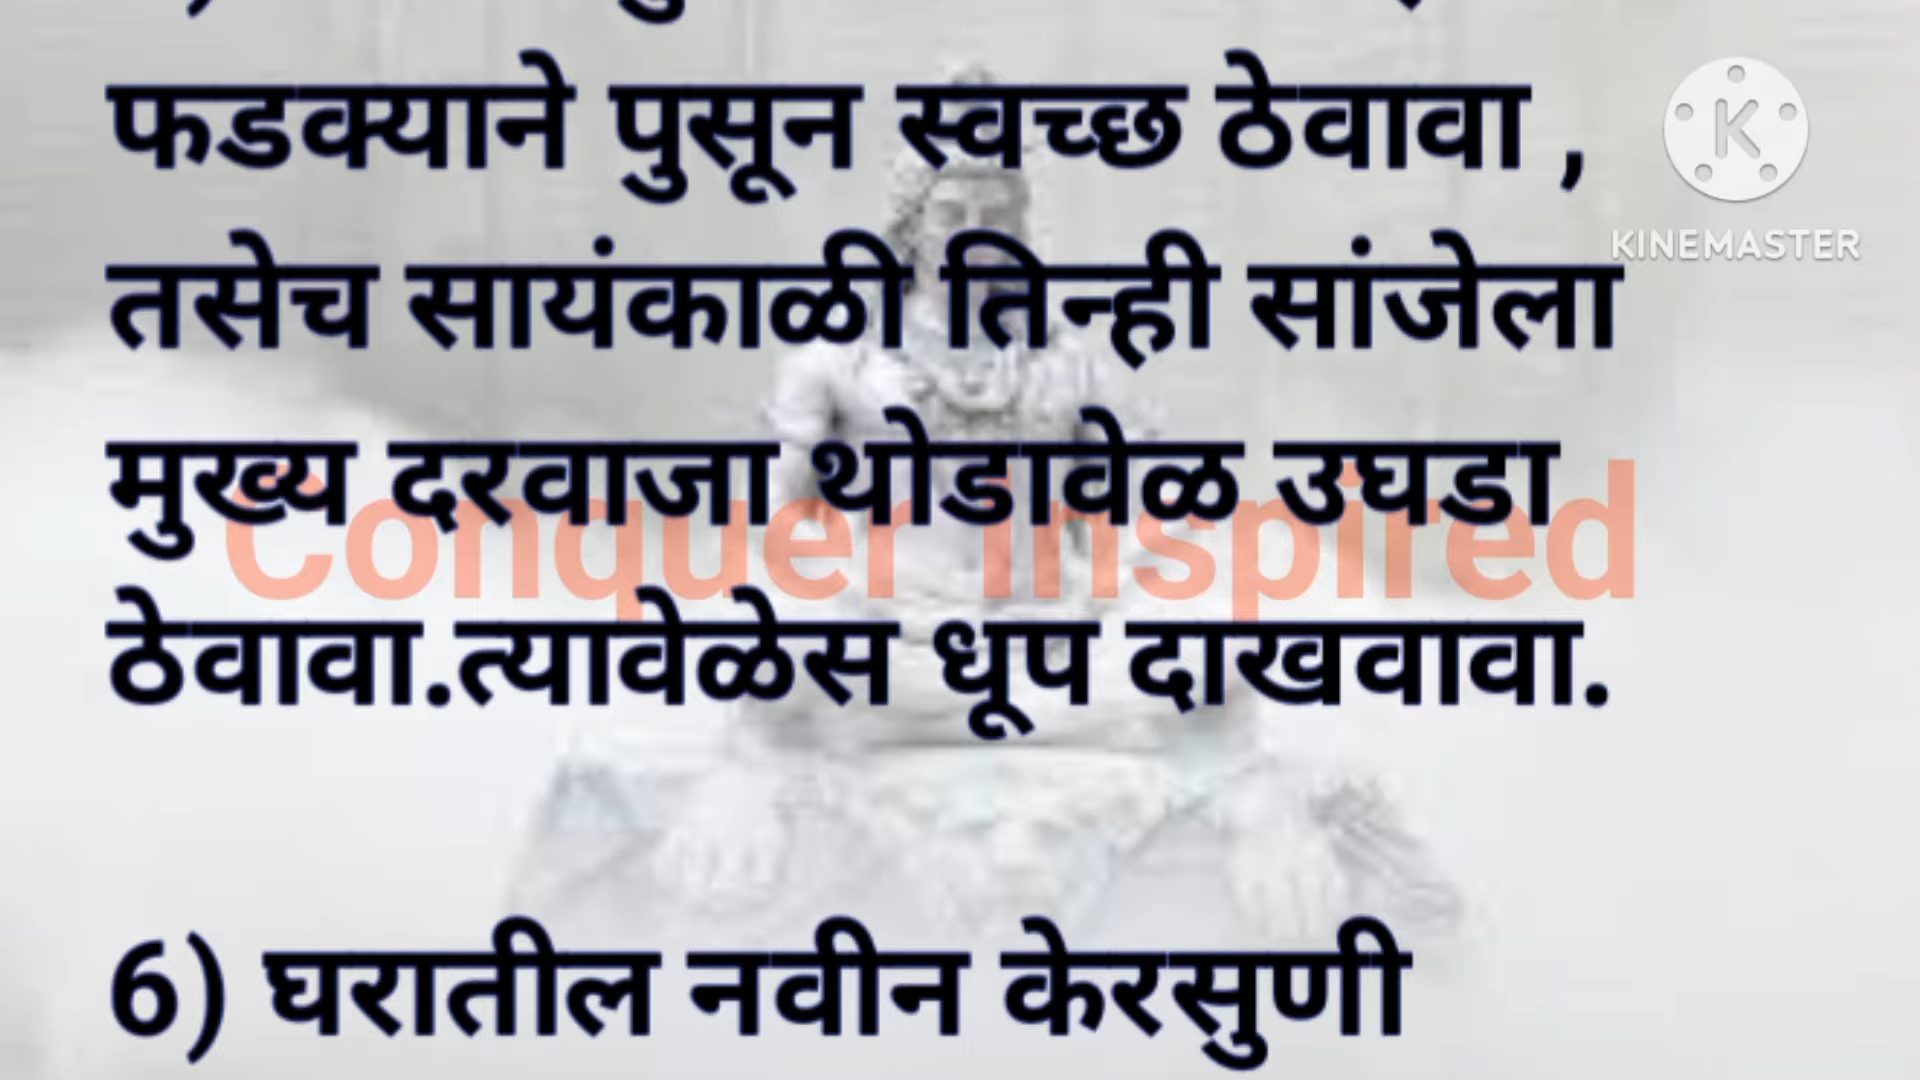 फडक्याने पुसून स्वच्छ ठेवावा ,
तसेच सायंकाळी तिन्ही सांजेला
मुख्य दरवाजा थोडावेळ उघडा
ठेवावा.त्यावेळेस धूप दाखवावा.
6) घरातील नवीन केरसुणी
Conquer inspired
K
KINEMASTER